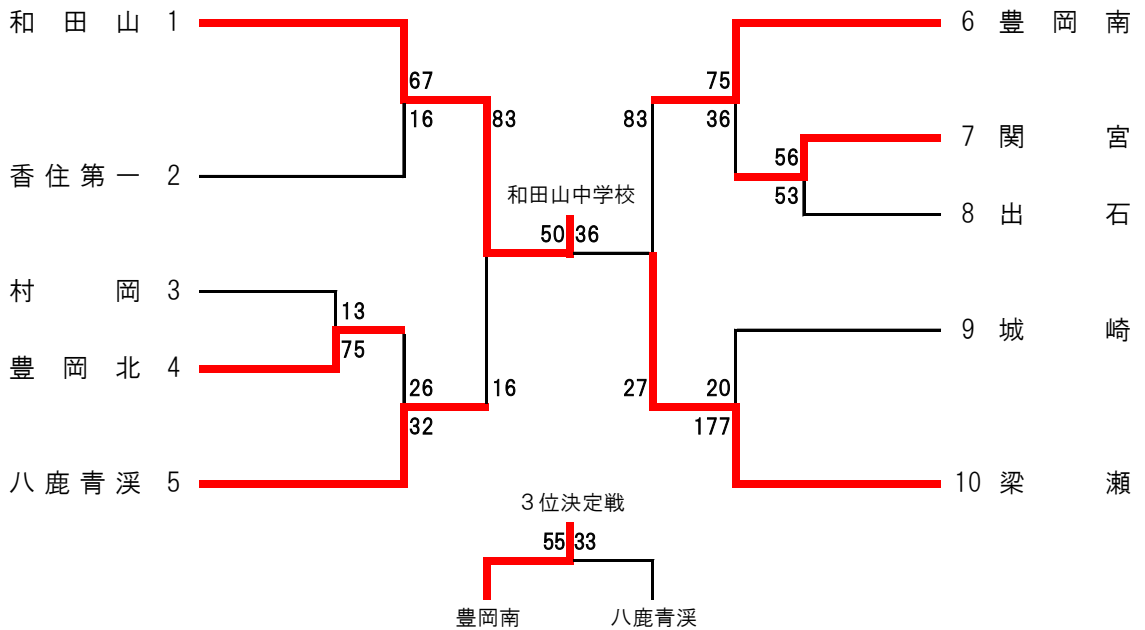 和田山 1
6 豊岡南
67
75
16
83
83
36
7 関宮
56
香住第一 2
53
和田山中学校
8 出石
50 36
村岡 3
13
9 城崎
豊岡北 4
75
26
16
27
20
32
177
八鹿青渓 5
10 梁瀬
３位決定戦
55 33
豊岡南
八鹿青渓